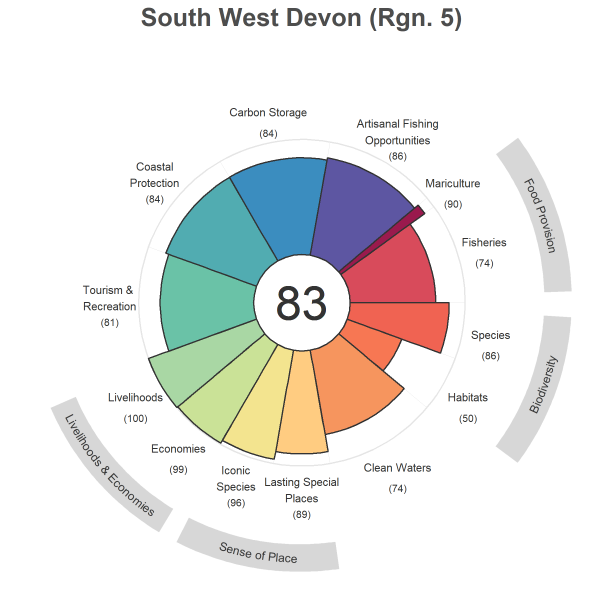 South West Devon (Rgn. 5)
Carbon Storage
(84)
Artisanal Fishing
Opportunities
(86)
Mariculture
(90)
Fisheries
(74)
Species
(86)
Habitats
(50)
Clean Waters
(74)
Lasting Special
Places
(89)
Iconic
Species
(96)
Economies
(99)
Livelihoods
(100)
Tourism &
Recreation
(81)
Coastal
Protection
(84)
83
Food Provision
Biodiversity
Sense of Place
Livelihoods & Economies